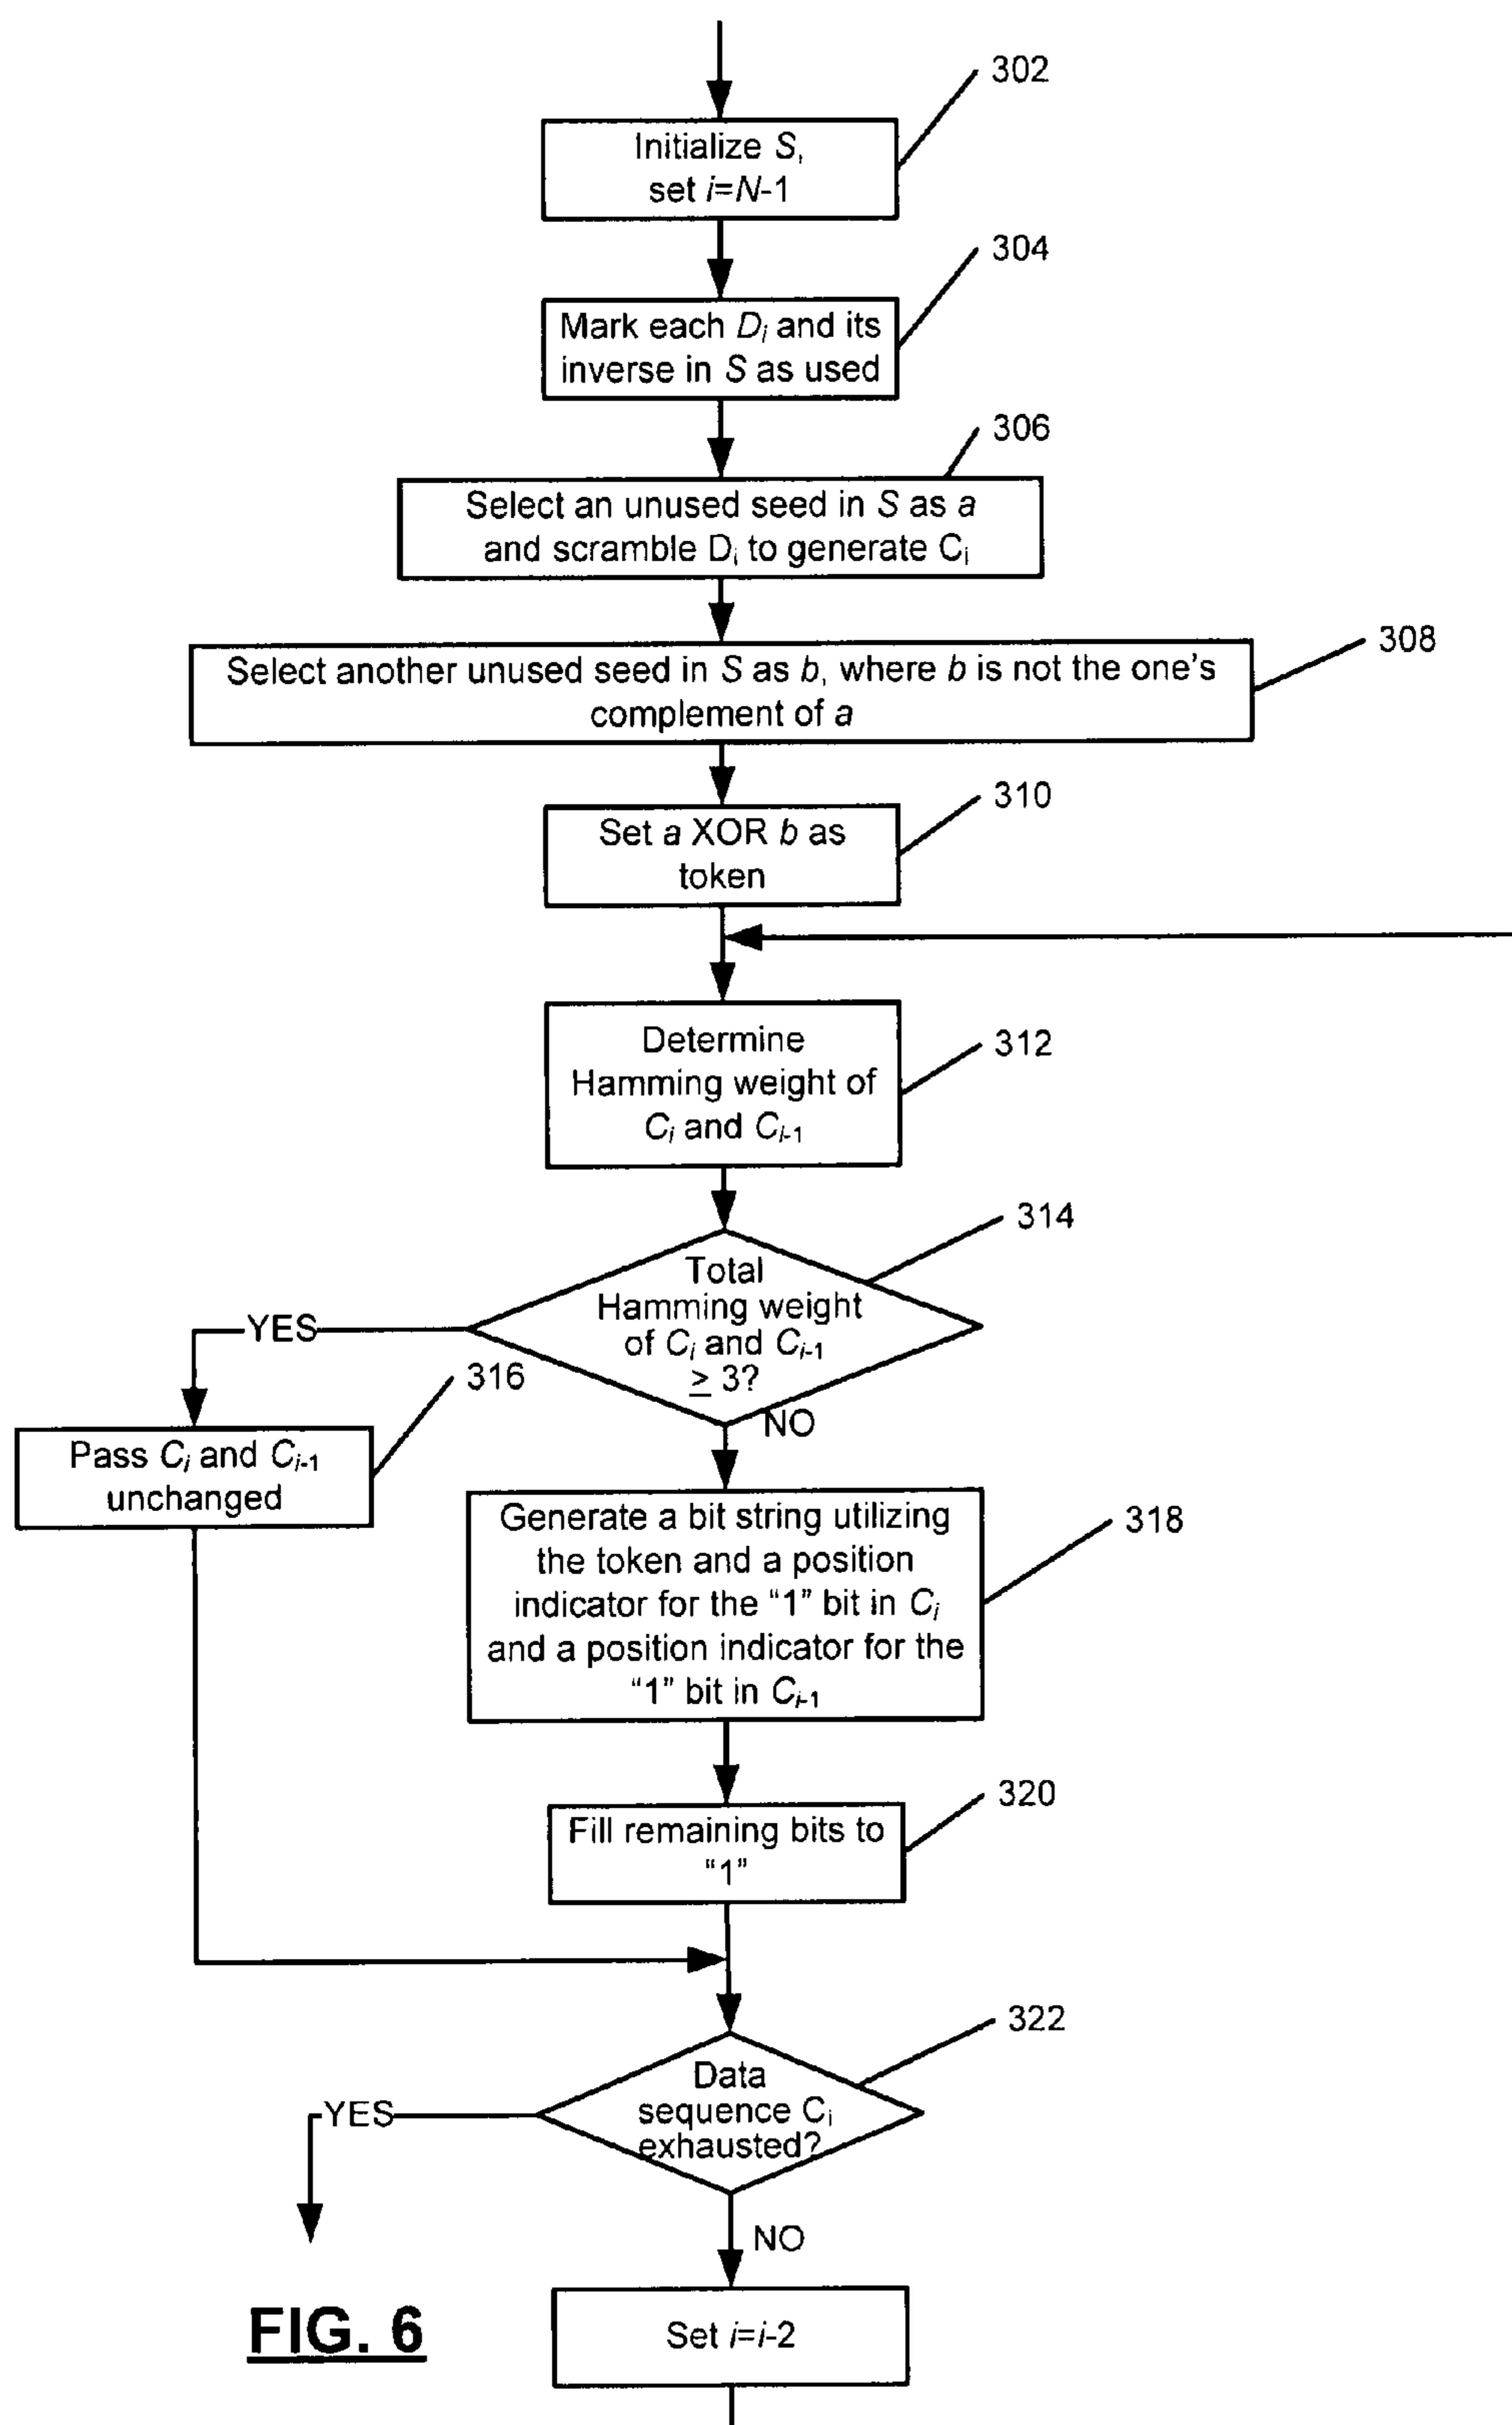 302
Initialize S,
set i=N-1
304
Mark each Di and its
inverse in S as used
306
Select an unused seed in S as a
and scramble Di to generate Ci
308
Select another unused seed in S as b, where b is not the one's
complement of a
310
Set a XOR b as
token
312
Determine
Hamming weight of
Ci and Ci-1
314
Total
Hamming weight
of Ci and Ci-1
≥ 3?
YES
316
NO
Pass Ci and Ci-1
unchanged
318
Generate a bit string utilizing
the token and a position
indicator for the “1” bit in Ci
and a position indicator for the
“1” bit in Ci-1
320
Fill remaining bits to
“1”
322
Data
sequence Ci
exhausted?
YES
NO
FIG. 6
Set i=i-2